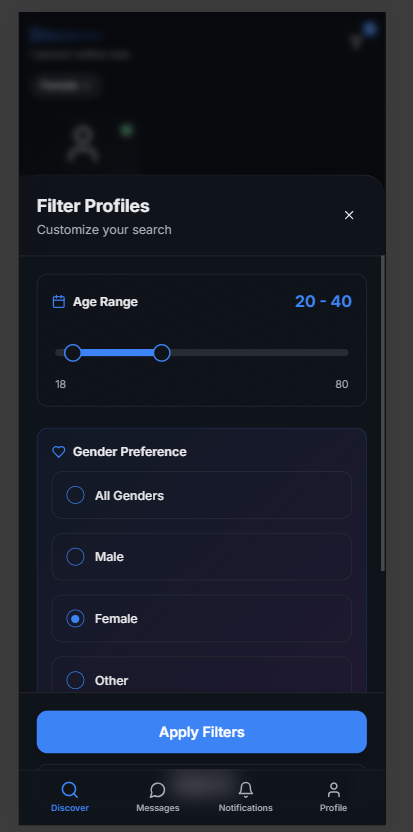 Filter Profiles
Customize your search
Age Range
20 - 40
18
80
Gender Preference
All Genders
Male
Female
Other
Apply Filters
Discover
Messages
Notifications
Profile